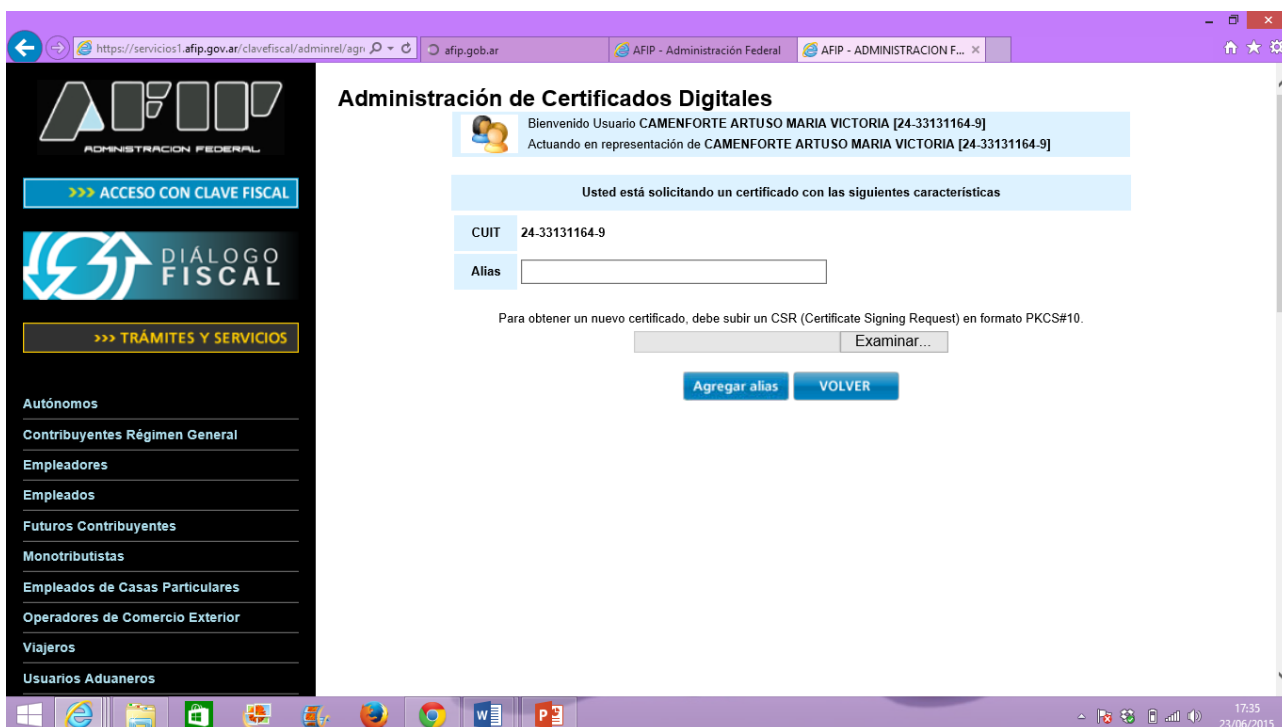 https://servicios1.afip.gov.ar/clavefiscal/adminrel/agn
afip.gob.ar
AFIP - Administración Federal
AFIP - ADMINISTRACION F...
AFIP
ADMINISTRACION FEDERAL
>>> ACCESO CON CLAVE FISCAL
DIÁLOGO
FISCAL
>>> TRÁMITES Y SERVICIOS
Autónomos
Contribuyentes Régimen General
Empleadores
Empleados
Futuros Contribuyentes
Monotributistas
Empleados de Casas Particulares
Operadores de Comercio Exterior
Viajeros
Usuarios Aduaneros
Administración de Certificados Digitales
Bienvenido Usuario CAMENFORTE ARTUSO MARIA VICTORIA [24-33131164-9]
Actuando en representación de CAMENFORTE ARTUSO MARIA VICTORIA [24-33131164-9]
Usted está solicitando un certificado con las siguientes características
CUIT 24-33131164-9
Alias
Para obtener un nuevo certificado, debe subir un CSR (Certificate Signing Request) en formato PKCS#10.
Examinar...
Agregar alias VOLVER
17:35
23/06/2015